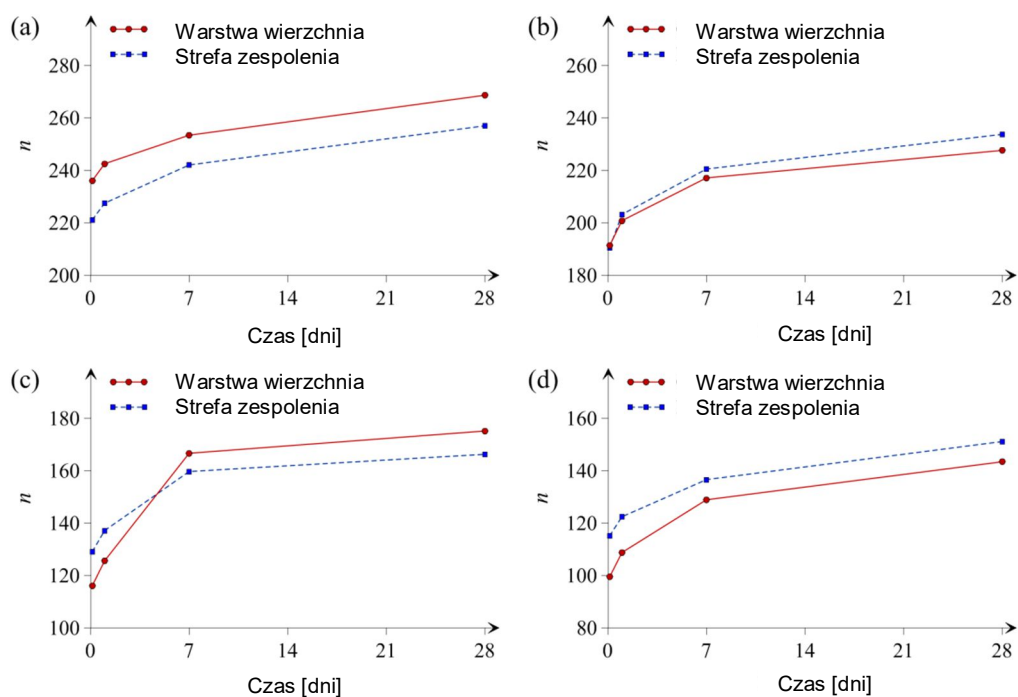 (a)
Warstwa wierzchnia
Strefa zespolenia
280
260
240
220
200
n
0 7 14 21 28
Czas [dni]
(b)
Warstwa wierzchnia
Strefa zespolenia
260
240
220
200
180
n
0 7 14 21 28
Czas [dni]
(c)
Warstwa wierzchnia
Strefa zespolenia
180
160
140
120
100
n
0 7 14 21 28
Czas [dni]
(d)
Warstwa wierzchnia
Strefa zespolenia
160
140
120
100
80
n
0 7 14 21 28
Czas [dni]